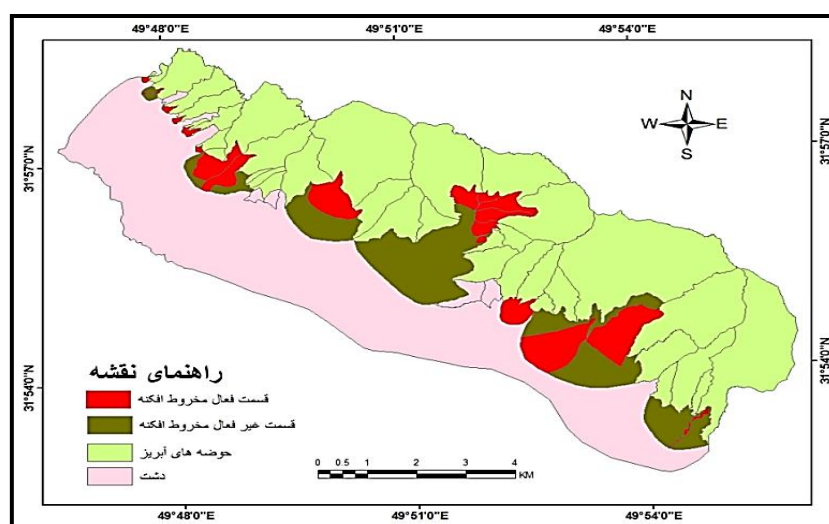 49°48'0"E 49°51'0"E 49°54'0"E
N
W E
S
31°57'0"N 31°57'0"N
31°54'0"N 31°54'0"N
راهنمای نقشه
قسمت فعال مخروط افکنه
قسمت غیر فعال مخروط افکنه
حوضه های آبریز
دشت
0 0.5 1 2 3 4
KM
49°48'0"E 49°51'0"E 49°54'0"E